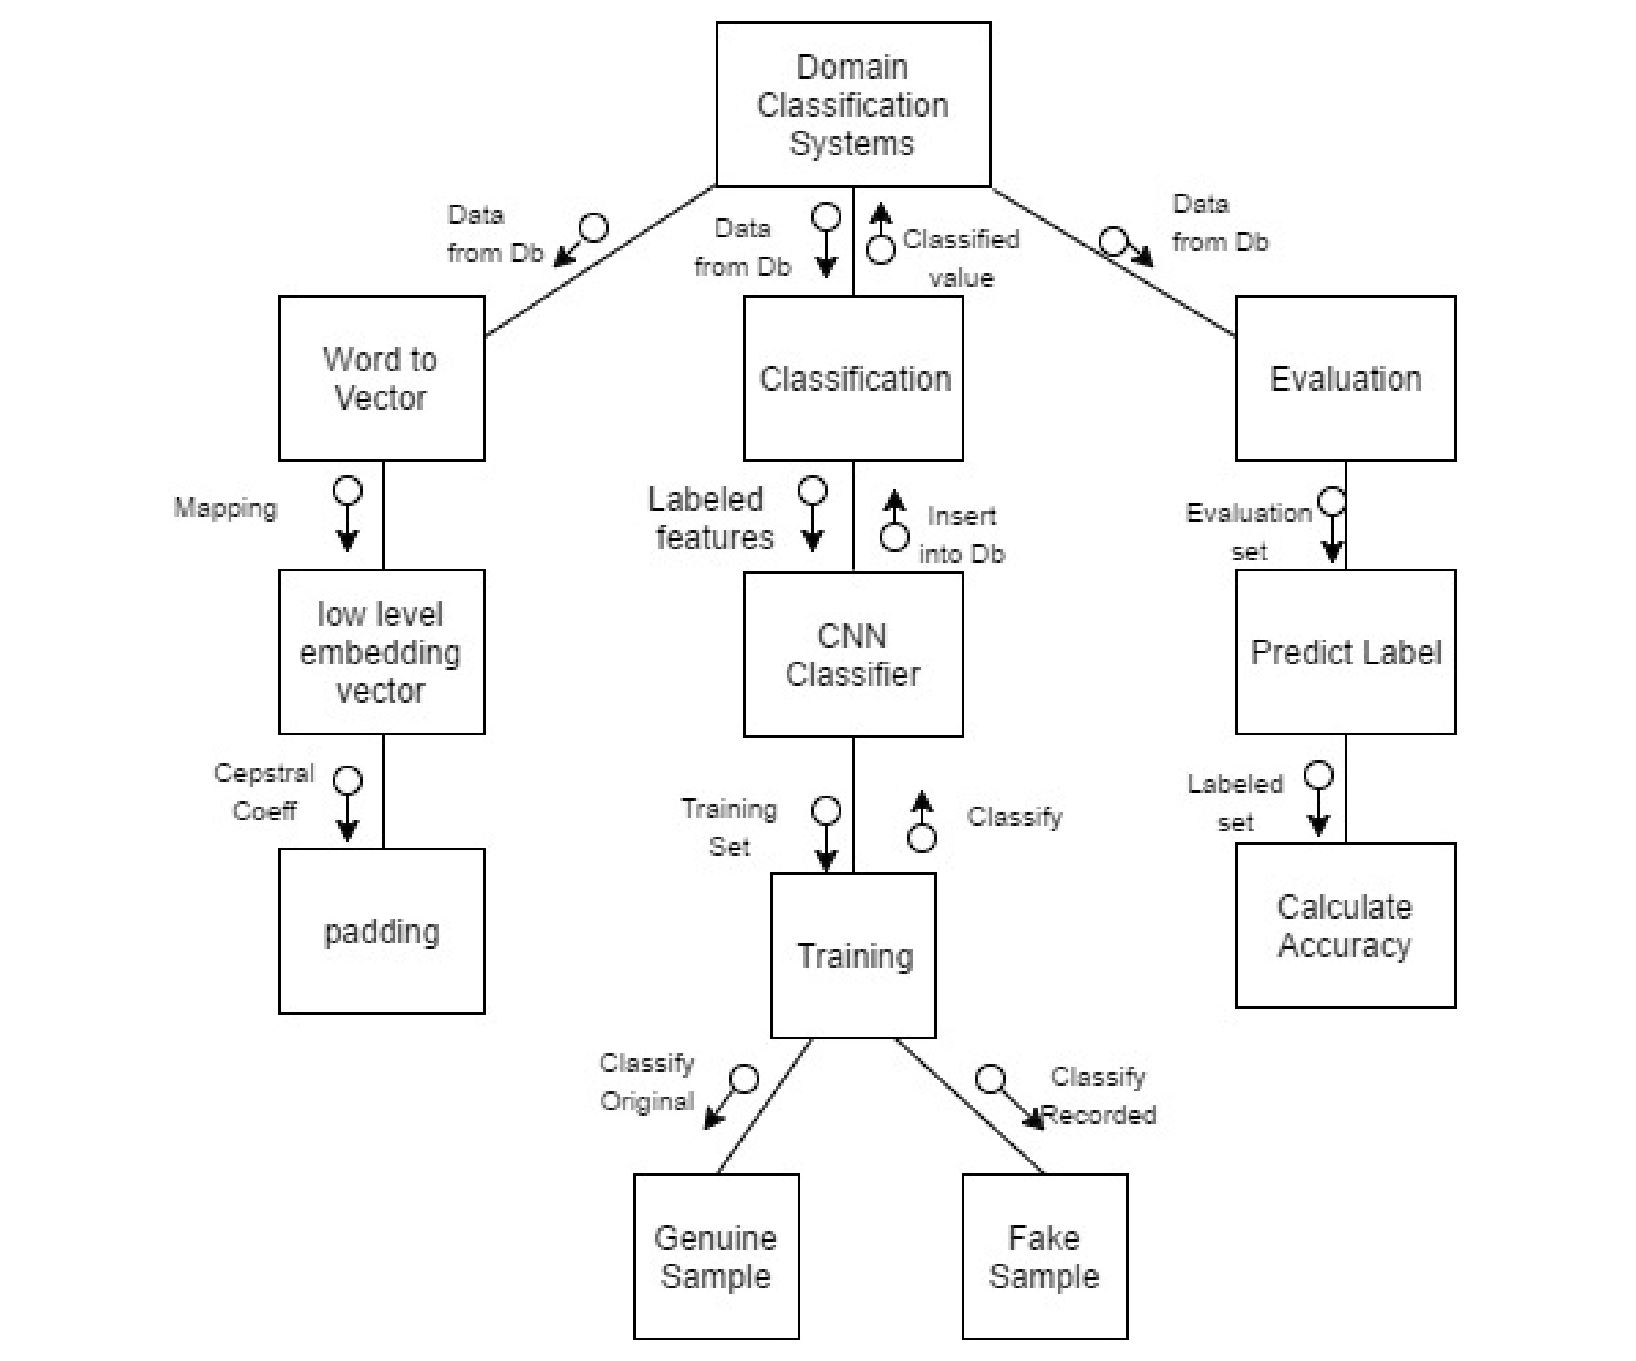 Domain
Classification
Systems
Data
from Db
Data
from Db
Classified
value
Data
from Db
Word to
Vector
Classification
Evaluation
Mapping
Labeled
features
Insert
into Db
Evaluation
set
low level
embedding
vector
CNN
Classifier
Predict Label
Cepstral
Coeff
Training
Set
Classify
Labeled
set
padding
Training
Calculate
Accuracy
Classify
Original
Classify
Recorded
Genuine
Sample
Fake
Sample